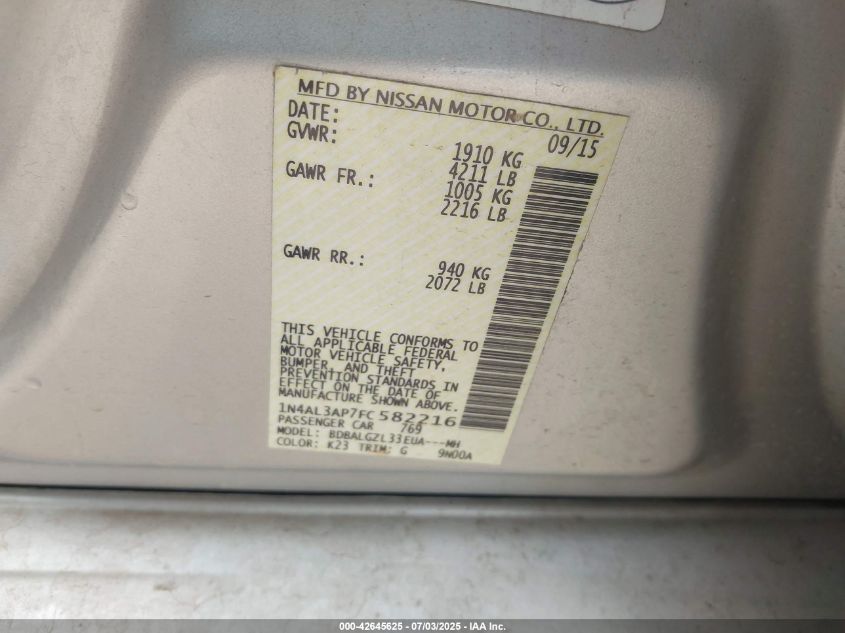 MFD BY NISSAN MOTOR CO., LTD.
DATE: 09/15
GVWR: 1910 KG
4211 LB
GAWR FR.: 1005 KG
2216 LB
GAWR RR.: 940 KG
2072 LB
THIS VEHICLE CONFORMS TO
ALL APPLICABLE FEDERAL
MOTOR VEHICLE SAFETY,
BUMPER, AND THEFT
PREVENTION STANDARDS IN
EFFECT ON THE DATE OF
MANUFACTURE SHOWN ABOVE.
1N4AL3AP7FC582216
PASSENGER CAR 769
MODEL: BDBALGZL33EUA---MH
COLOR: K23 TRIM: G 9N00A
000-42645625 - 07/03/2025 - IAA Inc.